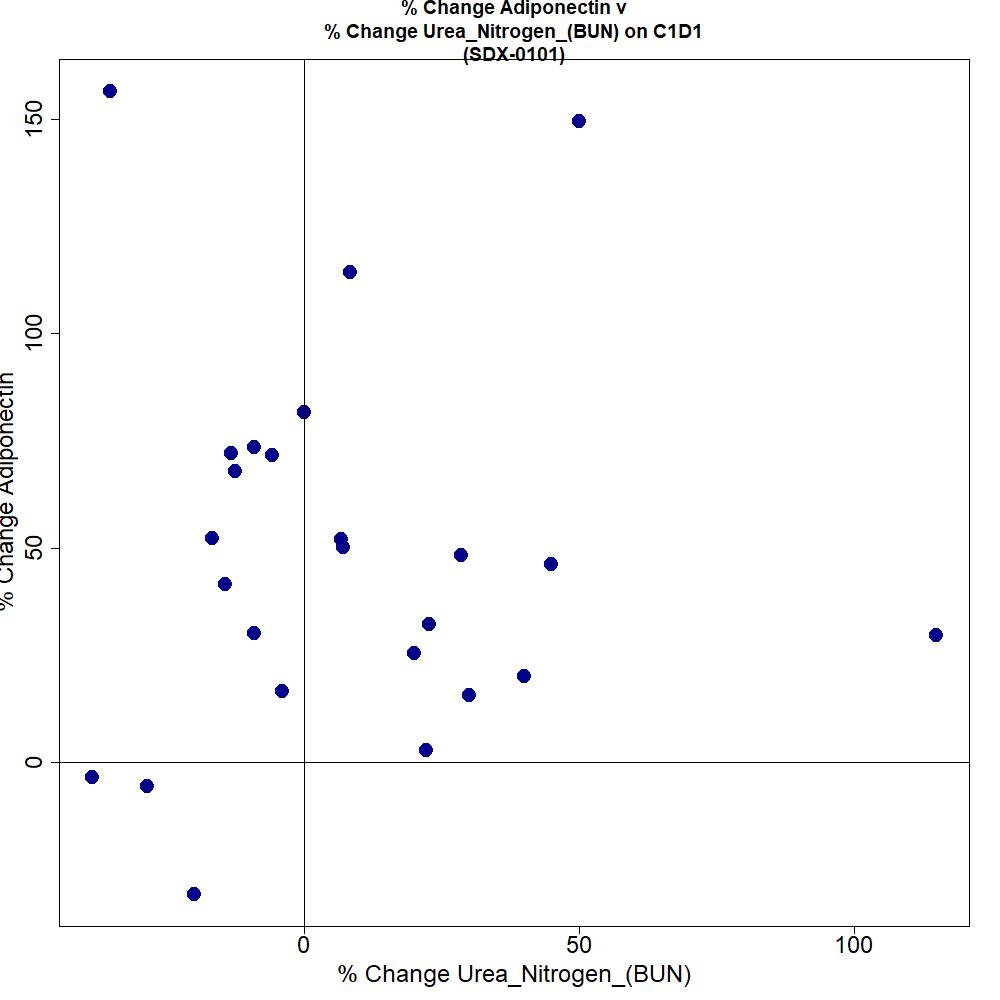 % Change Adiponectin v
% Change Urea_Nitrogen_(BUN) on C1D1
(SDX-0101)
% Change Adiponectin
150
100
50
0
0 50 100
% Change Urea_Nitrogen_(BUN)